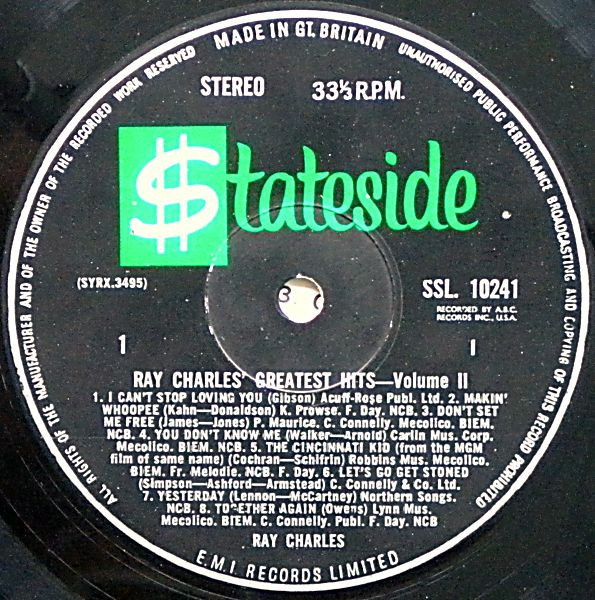 MADE IN GT. BRITAIN
UNAUTHORISED PUBLIC PERFORMANCE BROADCASTING AND COPYING OF THIS RECORD PROHIBITED
ALL RIGHTS OF THE MANUFACTURER AND OF THE OWNER OF THE RECORDED WORK RESERVED
STEREO 33⅓ R.P.M.
$tateside
(SYRX.3495) SSL. 10241
RECORDED BY A.B.C.
RECORDS INC., U.S.A.
1 I
RAY CHARLES' GREATEST HITS—Volume II
1. I CAN'T STOP LOVING YOU (Gibson) Acuff-Rose Publ. Ltd. 2. MAKIN'
WHOOPEE (Kahn—Donaldson) K. Prowse. F. Day. NCB. 3. DON'T SET
ME FREE (James—Jones) P. Maurice. C. Connelly. Mecolico. BIEM.
NCB. 4. YOU DON'T KNOW ME (Walker—Arnold) Carlin Mus. Corp.
Mecolico. BIEM. NCB. 5. THE CINCINNATI KID (from the MGM
film of same name) (Cochran—Schifrin) Robbins Mus. Mecolico.
BIEM. Fr. Melodie. NCB. F. Day. 6. LET'S GO GET STONED
(Simpson—Ashford—Armstead) C. Connelly & Co. Ltd.
7. YESTERDAY (Lennon—McCartney) Northern Songs.
NCB. 8. TOGETHER AGAIN (Owens) Lynn Mus.
Mecolico. BIEM. C. Connelly. Publ. F. Day. NCB
RAY CHARLES
E.M.I. RECORDS LIMITED